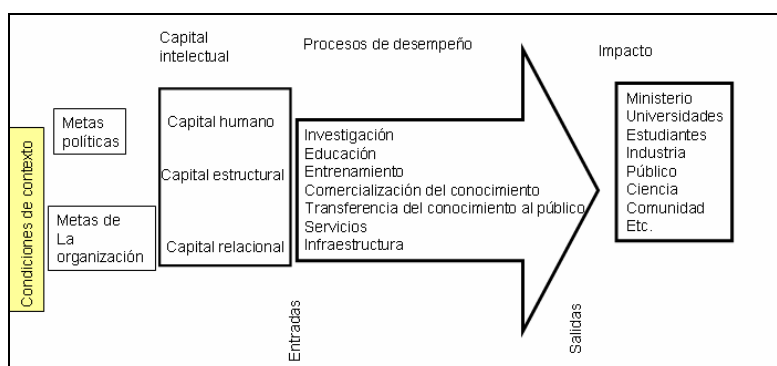 Capital
intelectual
Procesos de desempeño
Impacto
Condiciones de contexto
Metas
políticas
Metas de
La
organización
Capital humano
Capital estructural
Capital relacional
Investigación
Educación
Entrenamiento
Comercialización del conocimiento
Transferencia del conocimiento al público
Servicios
Infraestructura
Ministerio
Universidades
Estudiantes
Industria
Público
Ciencia
Comunidad
Etc.
Entradas
Salidas